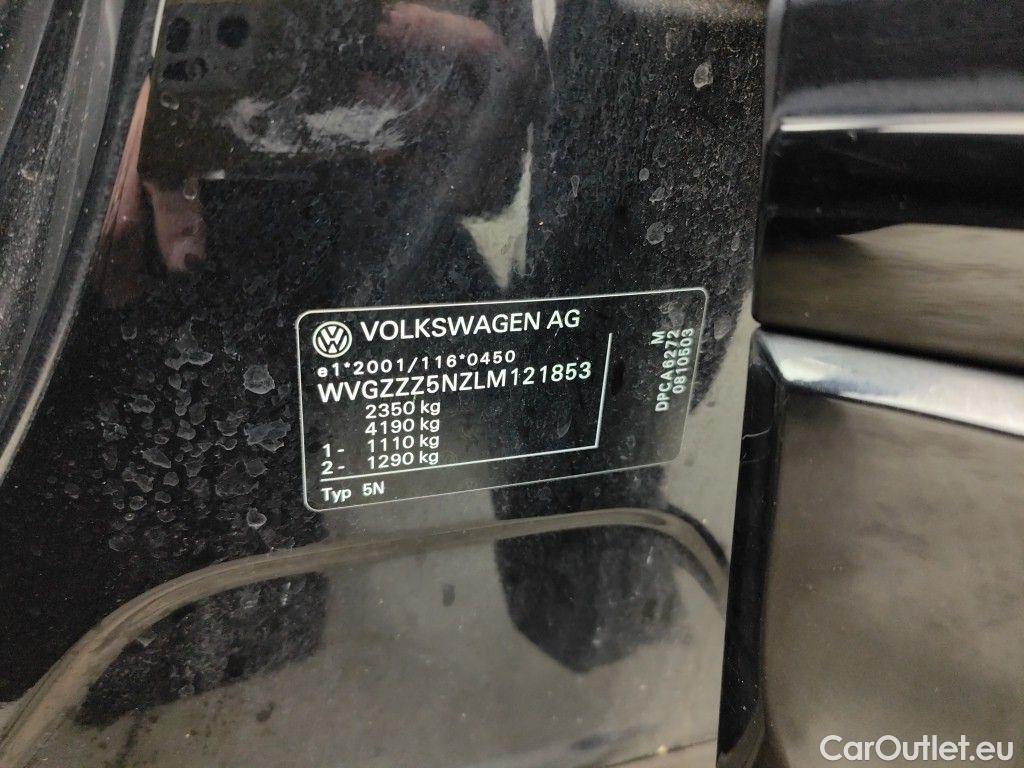 VOLKSWAGEN AG
e1*2001/116*0450
WVGZZZ5NZLM121853
2350 kg
4190 kg
1- 1110 kg
2- 1290 kg
Typ 5N
M
DPCA6272
0810503
CarOutlet.eu